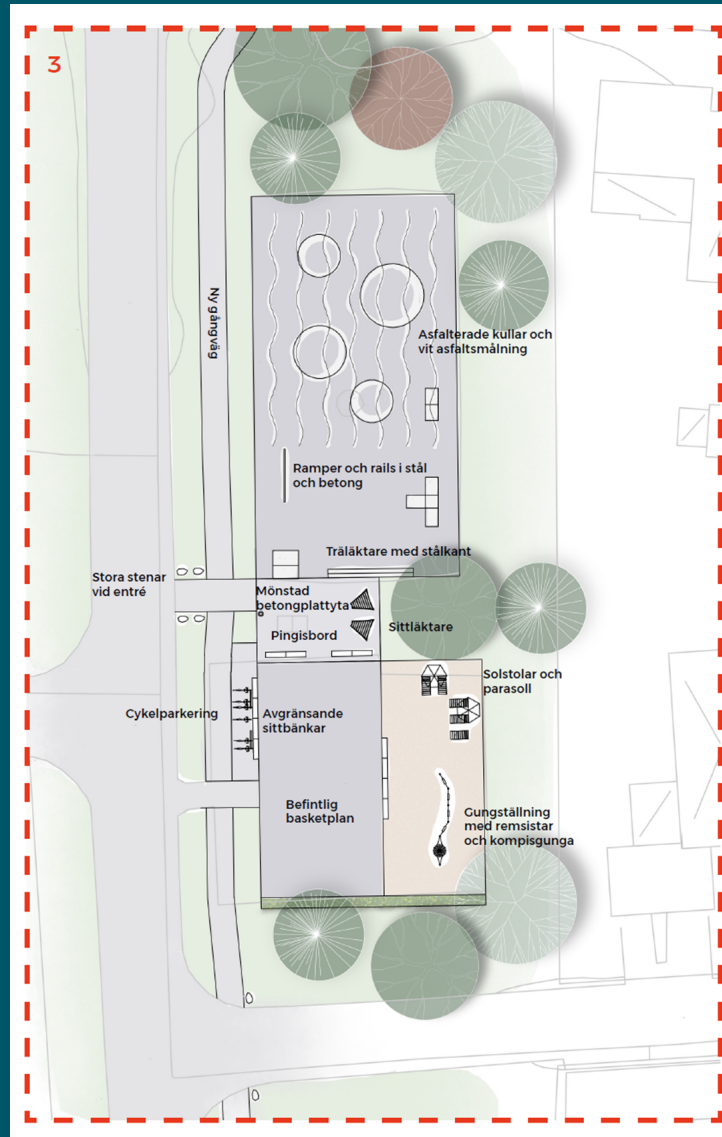 3
Ny gångväg
Asfalterade kullar och
vit asfaltsmålning
Ramper och rails i stål
och betong
Träläktare med stålkant
Stora stenar
vid entré
Mönstad
betongplattyta
Pingisbord
Sittläktare
Solstolar och
parasoll
Cykelparkering
Avgränsande
sittbänkar
Befintlig
basketplan
Gungställning
med remsistar
och kompisgunga